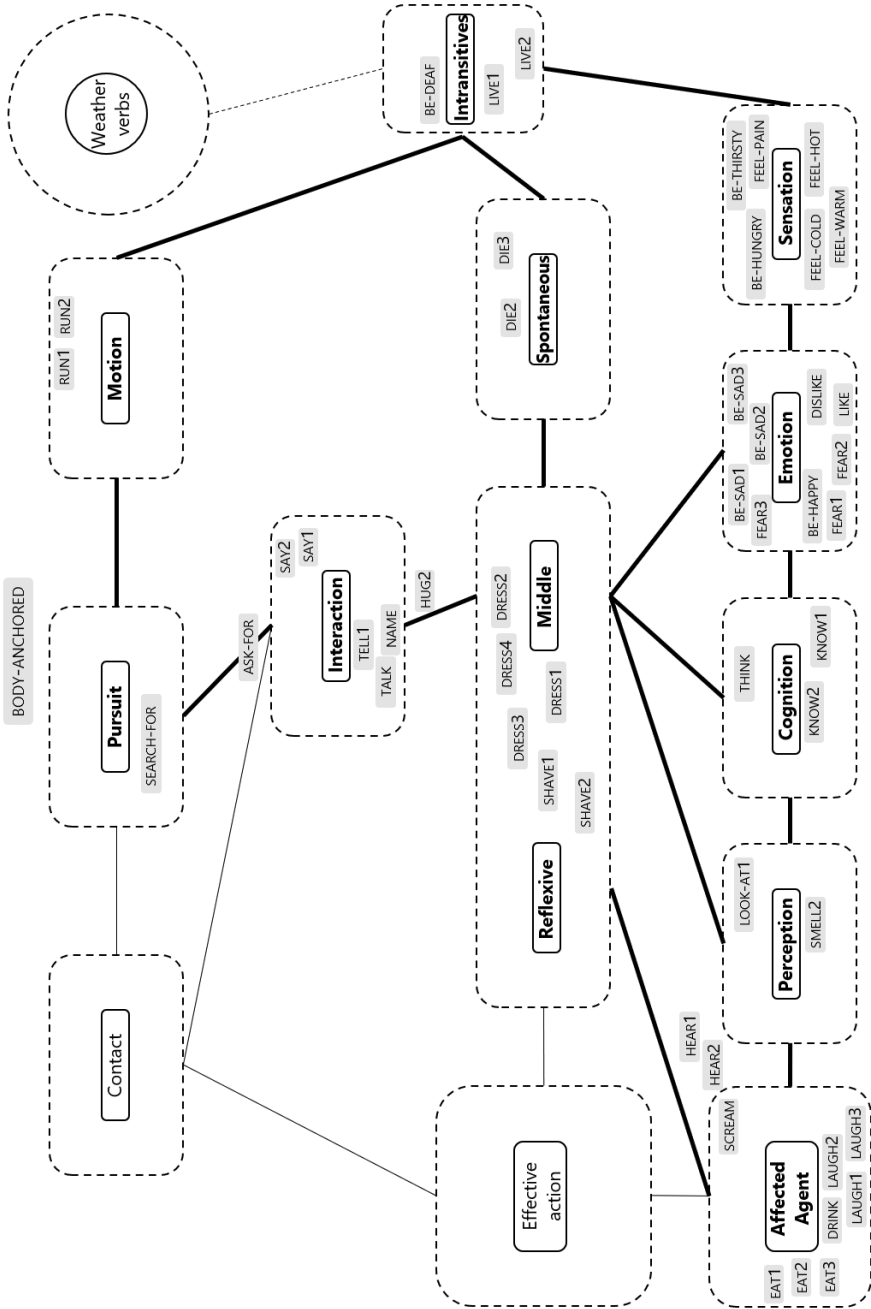 BODY-ANCHORED
Contact
Pursuit
SEARCH-FOR
RUN1
RUN2
Motion
Weather
verbs
ASK-FOR
SAY2
SAY1
Interaction
TELL1
TALK
NAME
HUG2
BE-DEAF
Intransitives
LIVE1
LIVE2
Effective
action
Reflexive
DRESS2
DRESS4
DRESS3
Middle
DRESS1
SHAVE1
SHAVE2
DIE3
DIE2
Spontaneous
HEAR1
HEAR2
SCREAM
Affected
Agent
EAT1
EAT2
EAT3
DRINK
LAUGH2
LAUGH1
LAUGH3
LOOK-AT1
Perception
SMELL2
THINK
Cognition
KNOW2
KNOW1
BE-SAD1
BE-SAD3
FEAR3
BE-SAD2
Emotion
BE-HAPPY
DISLIKE
FEAR1
FEAR2
LIKE
BE-THIRSTY
BE-HUNGRY
FEEL-PAIN
Sensation
FEEL-COLD
FEEL-HOT
FEEL-WARM